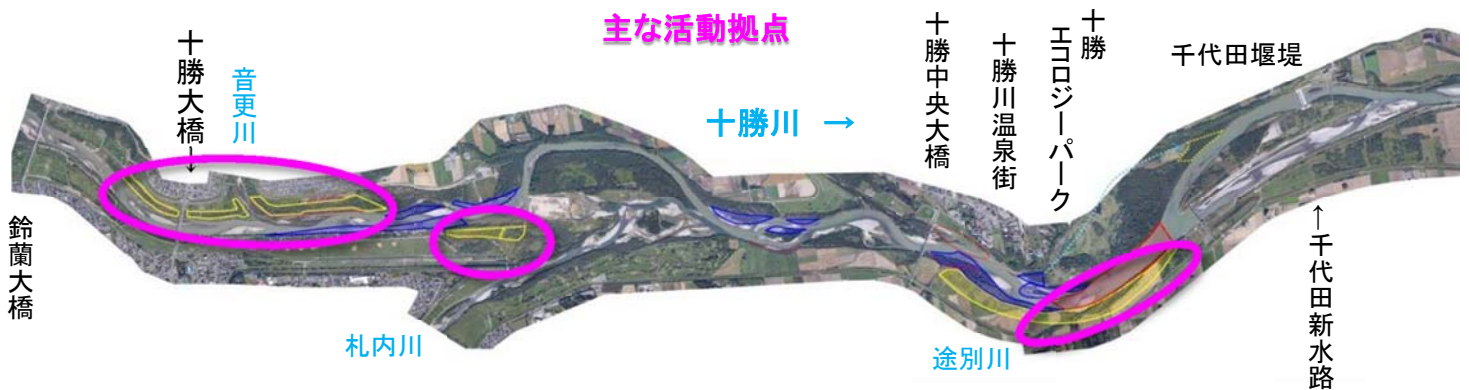 主な活動拠点
十勝大橋→
音更川
十勝川 →
十勝中央大橋
十勝川温泉街
十勝
エコロジーパーク
千代田堰堤
鈴蘭大橋
札内川
途別川
←千代田新水路